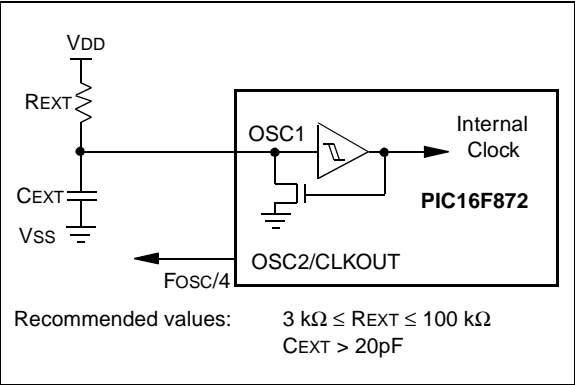 VDD
REXT
OSC1
Internal
Clock
CEXT
PIC16F872
VSS
OSC2/CLKOUT
FOSC/4
Recommended values: 3 kΩ ≤ REXT ≤ 100 kΩ
CEXT > 20pF